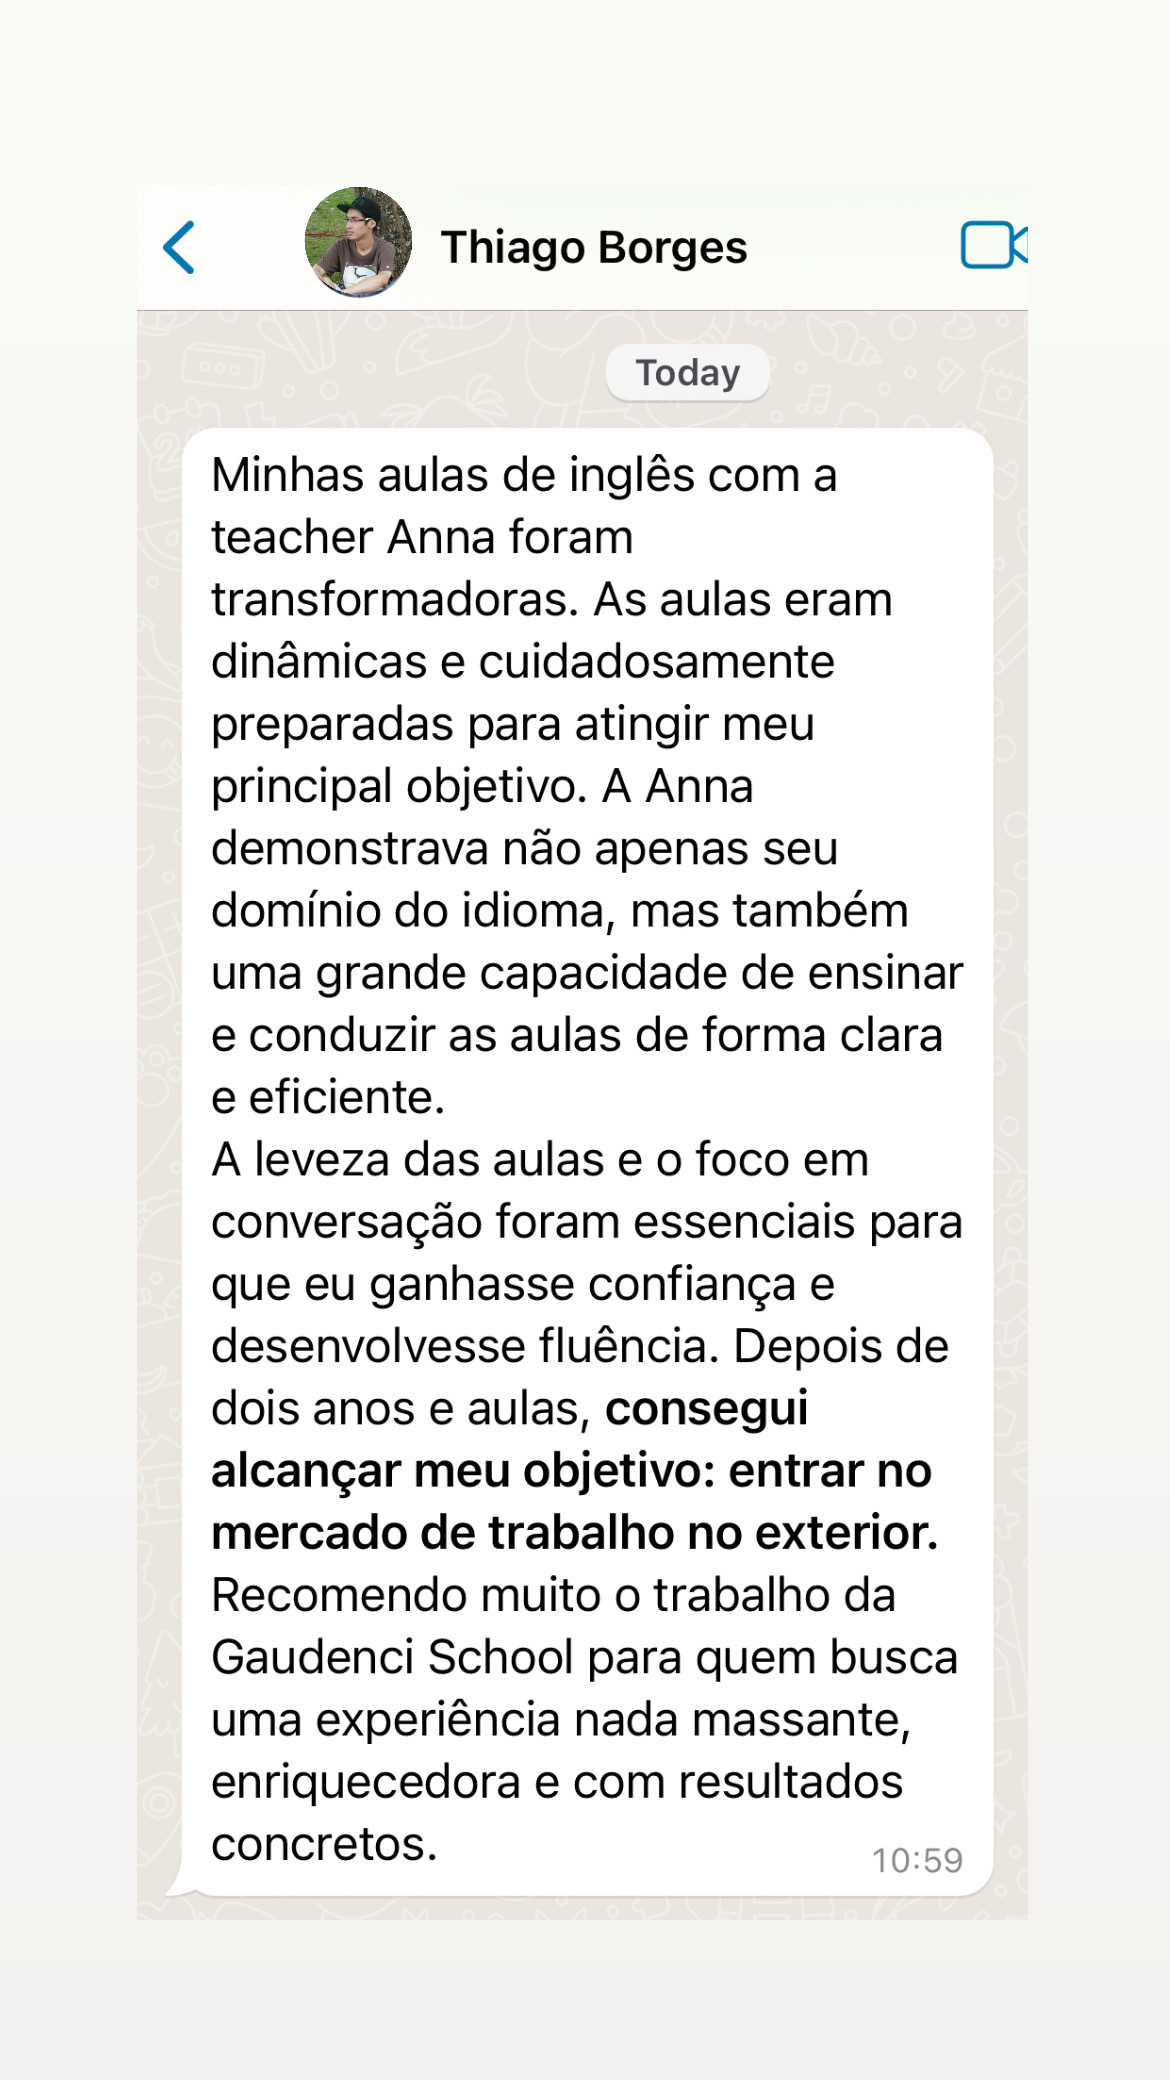 Thiago Borges
Today
Minhas aulas de inglês com a
teacher Anna foram
transformadoras. As aulas eram
dinâmicas e cuidadosamente
preparadas para atingir meu
principal objetivo. A Anna
demonstrava não apenas seu
domínio do idioma, mas também
uma grande capacidade de ensinar
e conduzir as aulas de forma clara
e eficiente.
A leveza das aulas e o foco em
conversação foram essenciais para
que eu ganhasse confiança e
desenvolvesse fluência. Depois de
dois anos e aulas, consegui
alcançar meu objetivo: entrar no
mercado de trabalho no exterior.
Recomendo muito o trabalho da
Gaudenci School para quem busca
uma experiência nada massante,
enriquecedora e com resultados
concretos.
10:59